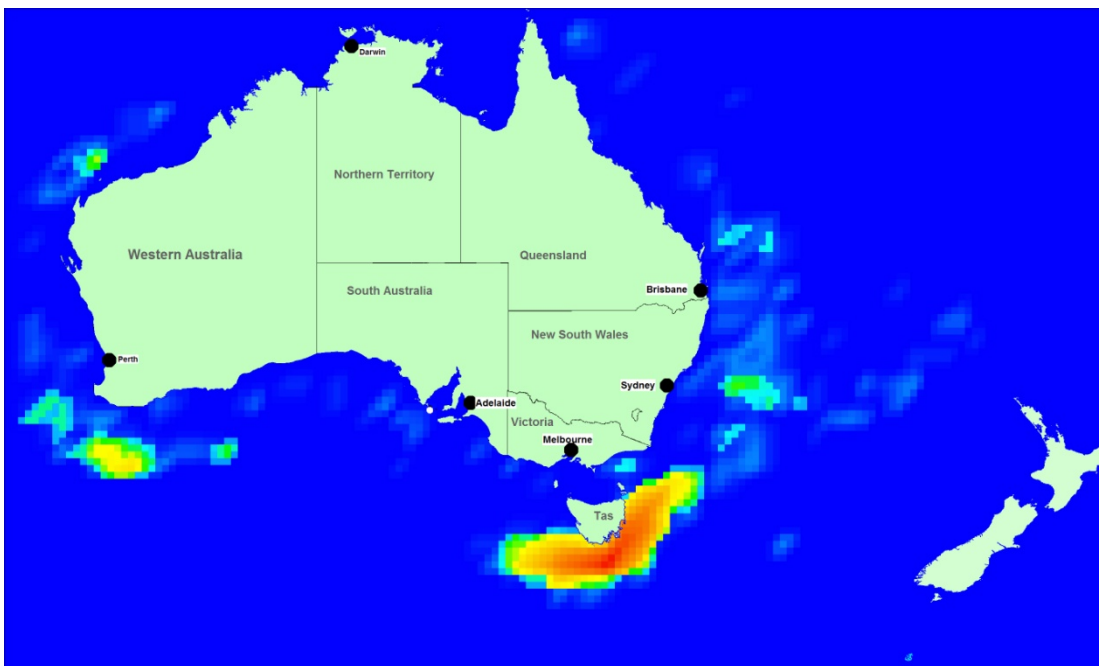 Darwin
Northern Territory
Western Australia
Queensland
South Australia
Brisbane
New South Wales
Perth
Sydney
Adelaide
Victoria
Melbourne
Tas